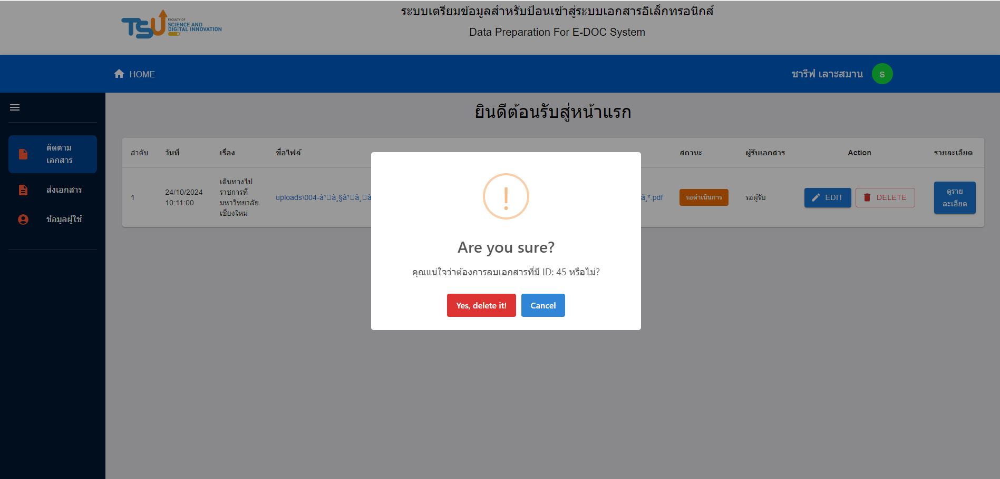 ระบบเตรียมข้อมูลสำหรับป้อนเข้าสู่ระบบเอกสารอิเล็กทรอนิกส์
Data Preparation For E-DOC System
TSU
FACULTY OF
SCIENCE AND
DIGITAL INNOVATION
HOME
ชารีฟ เลาะสมาน
S
ยินดีต้อนรับสู่หน้าแรก
ติดตาม
เอกสาร
ส่งเอกสาร
ข้อมูลผู้ใช้
ลำดับ วันที่ เรื่อง ชื่อไฟล์ สถานะ ผู้รับเอกสาร Action รายละเอียด
1
24/10/2024
10:11:00
เดินทางไป
ราชการที่
มหาวิทยาลัย
เชียงใหม่
uploads\004-
.pdf
รอดำเนินการ
รอผู้รับ
EDIT
DELETE
ดูราย
ละเอียด
Are you sure?
คุณแน่ใจว่าต้องการลบเอกสารที่มี ID: 45 หรือไม่?
Yes, delete it!
Cancel